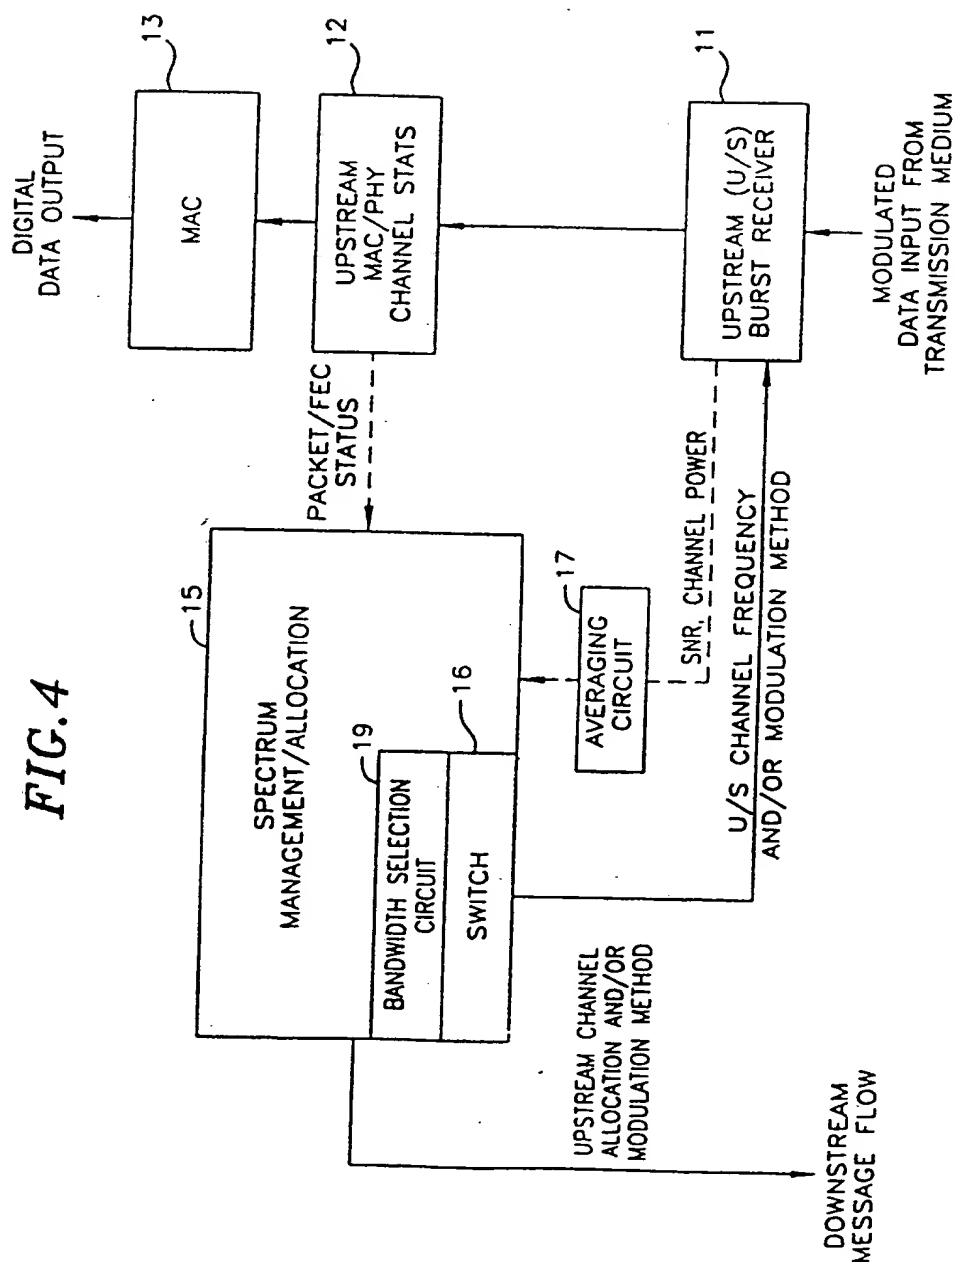 FIG.4
15
SPECTRUM
MANAGEMENT/ALLOCATION
19
BANDWIDTH SELECTION
CIRCUIT
16
SWITCH
PACKET/FEC
STATUS
13
MAC
DIGITAL
DATA OUTPUT
12
UPSTREAM
MAC/PHY
CHANNEL STATS
17
AVERAGING
CIRCUIT
SNR, CHANNEL POWER
11
UPSTREAM (U/S)
BURST RECEIVER
U/S CHANNEL FREQUENCY
AND/OR MODULATION METHOD
MODULATED
DATA INPUT FROM
TRANSMISSION MEDIUM
UPSTREAM CHANNEL
ALLOCATION AND/OR
MODULATION METHOD
DOWNSTREAM
MESSAGE FLOW